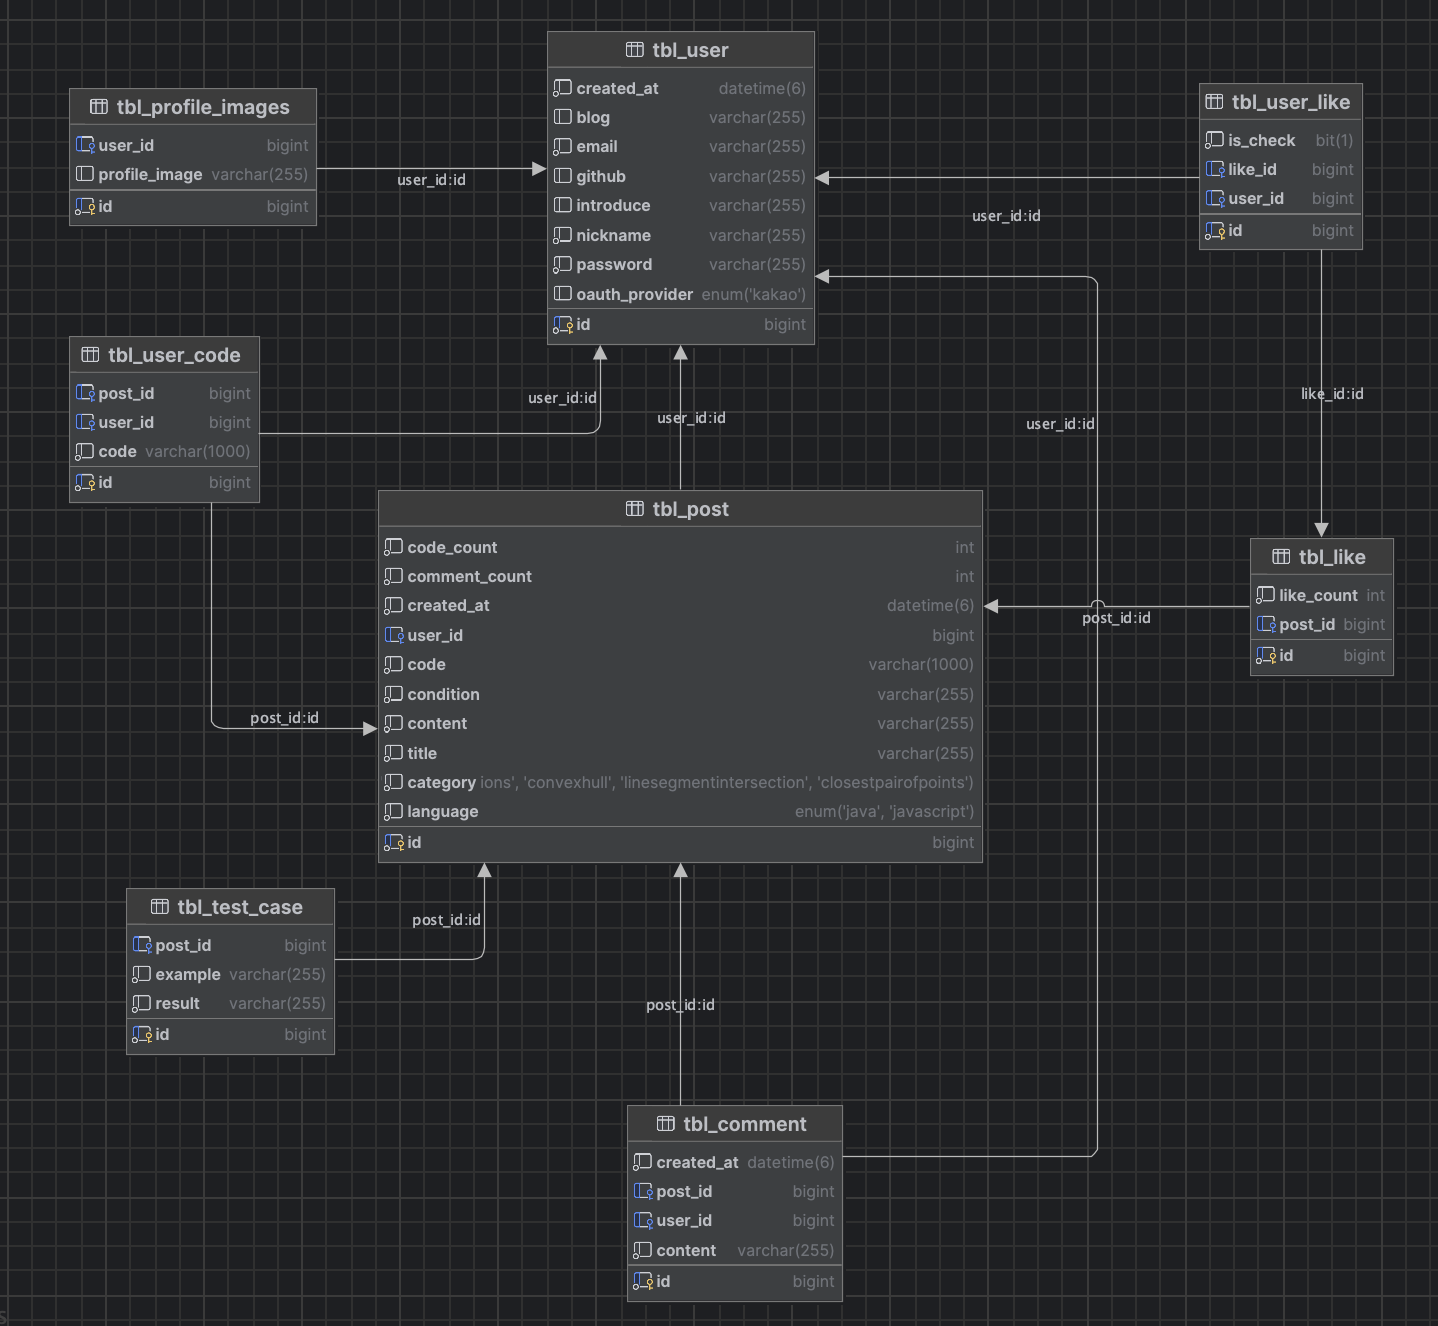 tbl_user
created_at datetime(6)
blog varchar(255)
email varchar(255)
github varchar(255)
introduce varchar(255)
nickname varchar(255)
password varchar(255)
oauth_provider enum('kakao')
id bigint
tbl_profile_images
user_id bigint
profile_image varchar(255)
id bigint
user_id:id
tbl_user_like
is_check bit(1)
like_id bigint
user_id bigint
id bigint
user_id:id
tbl_user_code
post_id bigint
user_id bigint
code varchar(1000)
id bigint
user_id:id
user_id:id
user_id:id
like_id:id
tbl_post
code_count int
comment_count int
created_at datetime(6)
user_id bigint
code varchar(1000)
condition varchar(255)
content varchar(255)
title varchar(255)
category ions', 'convexhull', 'linesegmentintersection', 'closestpairofpoints')
language enum('java', 'javascript')
id bigint
tbl_like
like_count int
post_id bigint
id bigint
post_id:id
post_id:id
tbl_test_case
post_id bigint
example varchar(255)
result varchar(255)
id bigint
post_id:id
post_id:id
tbl_comment
created_at datetime(6)
post_id bigint
user_id bigint
content varchar(255)
id bigint